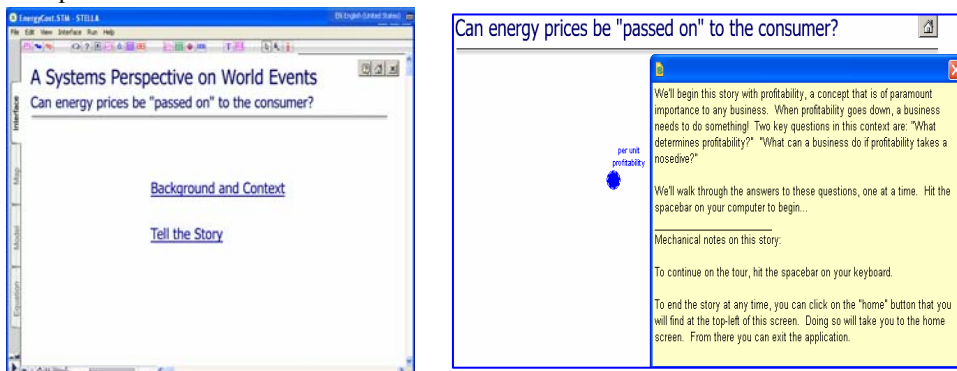 EnergyCost.STM - STELLA
EN English (United States)
File Edit View Interface Run Help
A Systems Perspective on World Events
Can energy prices be "passed on" to the consumer?
Interface
Map
Model
Equation
Background and Context
Tell the Story
Can energy prices be "passed on" to the consumer?
per unit
profitability
We'll begin this story with profitability, a concept that is of paramount
importance to any business. When profitability goes down, a business
needs to do something! Two key questions in this context are: "What
determines profitability?" "What can a business do if profitability takes a
nosedive?"
We'll walk through the answers to these questions, one at a time. Hit the
spacebar on your computer to begin...
Mechanical notes on this story:
To continue on the tour, hit the spacebar on your keyboard.
To end the story at any time, you can click on the "home" button that you
will find at the top-left of this screen. Doing so will take you to the home
screen. From there you can exit the application.